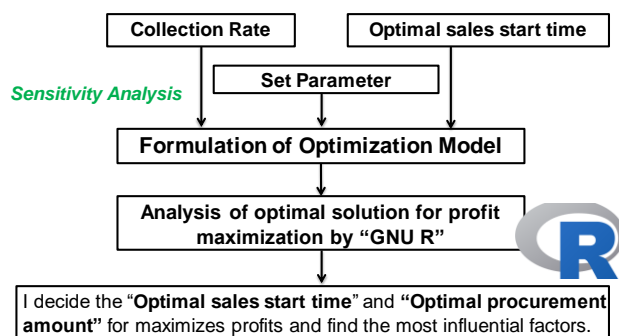 Collection Rate
Optimal sales start time
Set Parameter
Sensitivity Analysis
Formulation of Optimization Model
Analysis of optimal solution for profit
maximization by “GNU R”
R
I decide the “Optimal sales start time” and “Optimal procurement
amount” for maximizes profits and find the most influential factors.